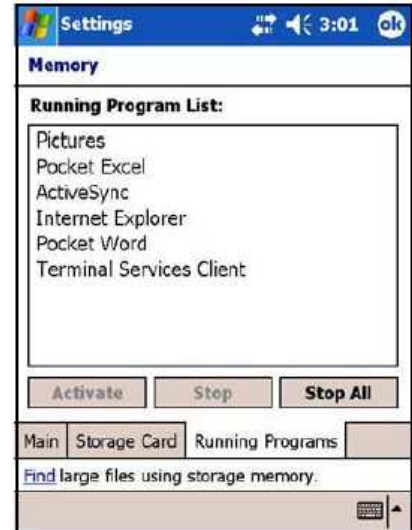 Settings 3:01 ok
Memory
Running Program List:
Pictures
Pocket Excel
ActiveSync
Internet Explorer
Pocket Word
Terminal Services Client
Activate Stop Stop All
Main Storage Card Running Programs
Find large files using storage memory.